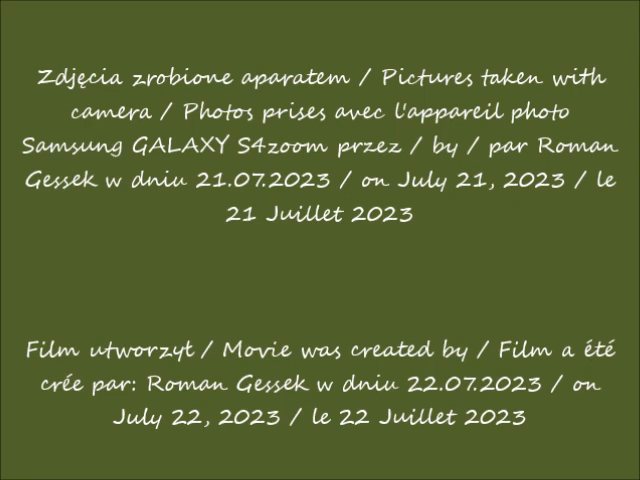 Zdjęcia zrobione aparatem / Pictures taken with
camera / Photos prises avec l'appareil photo
Samsung GALAXY S4zoom przez / by / par Roman
Gessek w dniu 21.07.2023 / on July 21, 2023 / le
21 Juillet 2023
Film utworzył / Movie was created by / Film a été
crée par: Roman Gessek w dniu 22.07.2023 / on
July 22, 2023 / le 22 Juillet 2023